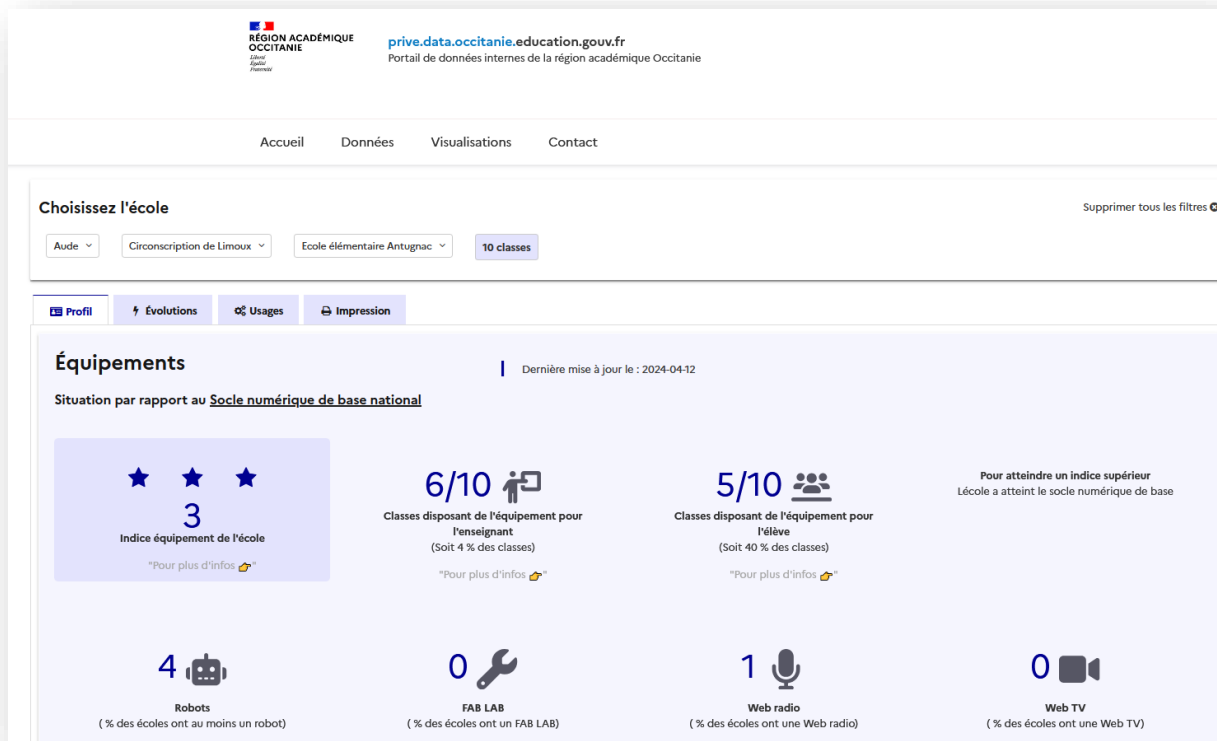 RÉGION ACADÉMIQUE
OCCITANIE
Liberté
Égalité
Fraternité
prive.data.occitanie.education.gouv.fr
Portail de données internes de la région académique Occitanie
Accueil Données Visualisations Contact
Choisissez l'école
Supprimer tous les filtres
Aude Circonscription de Limoux Ecole élémentaire Antugnac 10 classes
Profil Évolutions Usages Impression
Équipements
Dernière mise à jour le : 2024-04-12
Situation par rapport au Socle numérique de base national
3
Indice équipement de l'école
"Pour plus d'infos 👉"
6/10
Classes disposant de l'équipement pour
l'enseignant
(Soit 4 % des classes)
"Pour plus d'infos 👉"
5/10
Classes disposant de l'équipement pour
l'élève
(Soit 40 % des classes)
"Pour plus d'infos 👉"
Pour atteindre un indice supérieur
Lécole a atteint le socle numérique de base
4
Robots
( % des écoles ont au moins un robot)
0
FAB LAB
( % des écoles ont un FAB LAB)
1
Web radio
( % des écoles ont une Web radio)
0
Web TV
( % des écoles ont une Web TV)